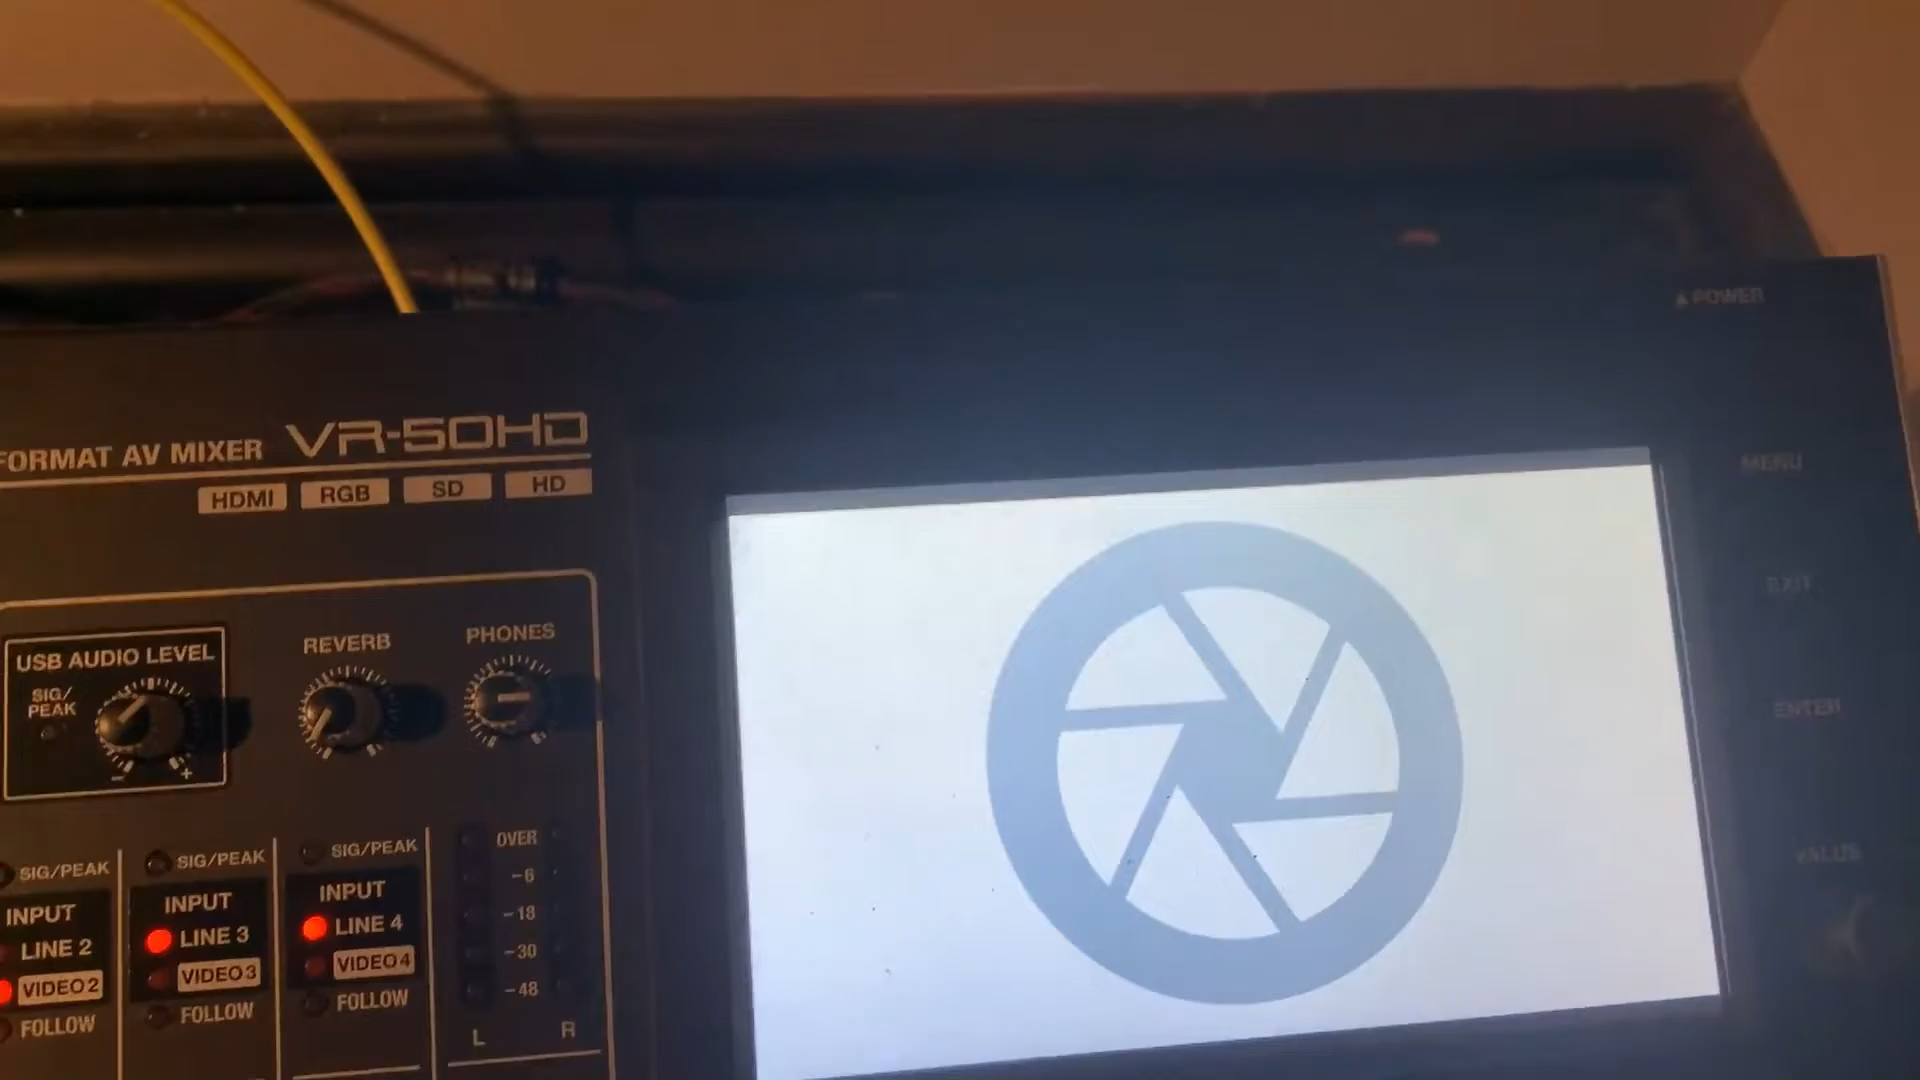 ▲POWER
FORMAT AV MIXER VR-50HD
HDMI RGB SD HD
MENU
EXIT
ENTER
VALUE
USB AUDIO LEVEL
SIG/
PEAK
- +
REVERB
PHONES
SIG/PEAK
INPUT
LINE 2
VIDEO 2
FOLLOW
SIG/PEAK
INPUT
LINE 3
VIDEO 3
FOLLOW
SIG/PEAK
INPUT
LINE 4
VIDEO 4
FOLLOW
OVER
-6
-18
-30
-48
L R